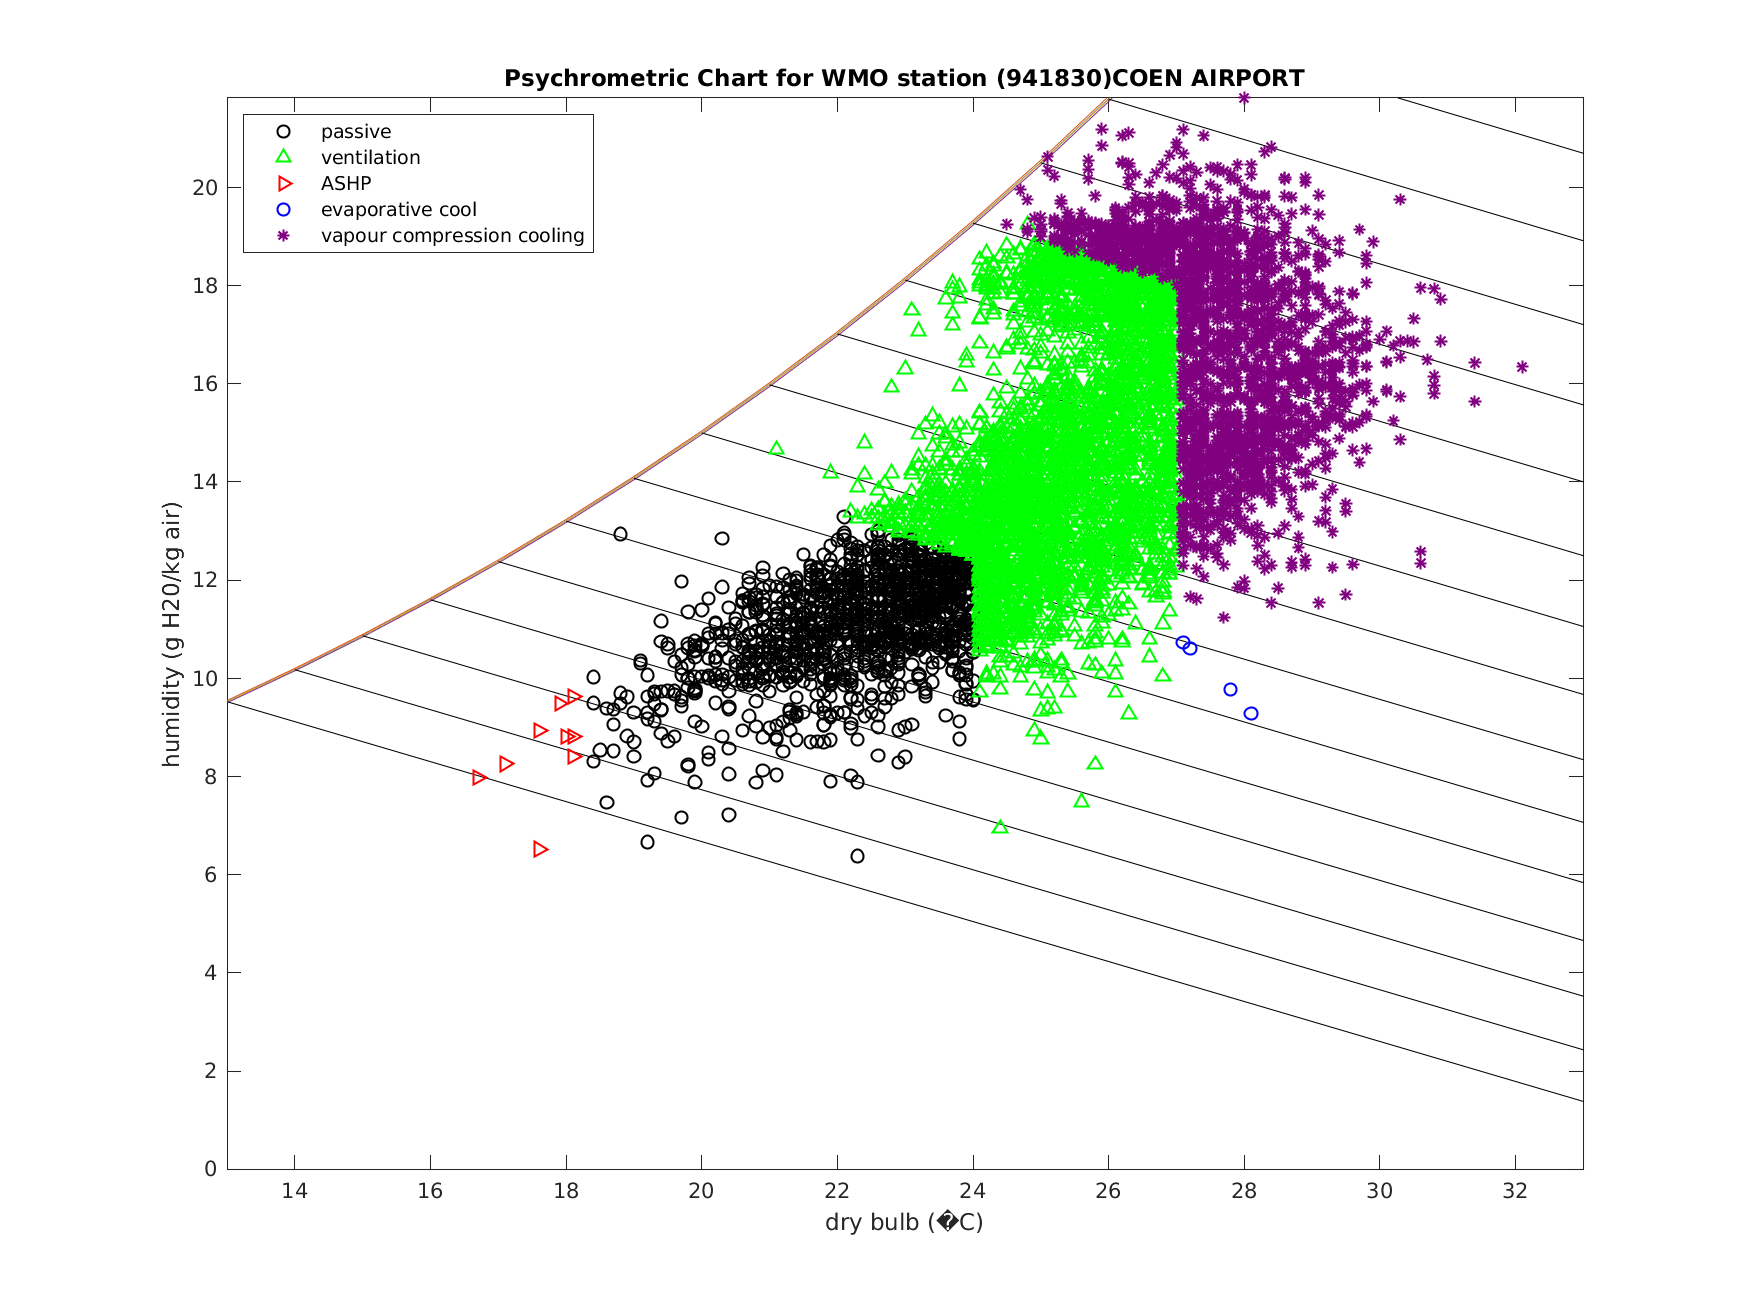 Psychrometric Chart for WMO station (941830)COEN AIRPORT
passive
ventilation
ASHP
evaporative cool
vapour compression cooling
humidity (g H20/kg air)
20
18
16
14
12
10
8
6
4
2
0
14 16 18 20 22 24 26 28 30 32
dry bulb (�C)